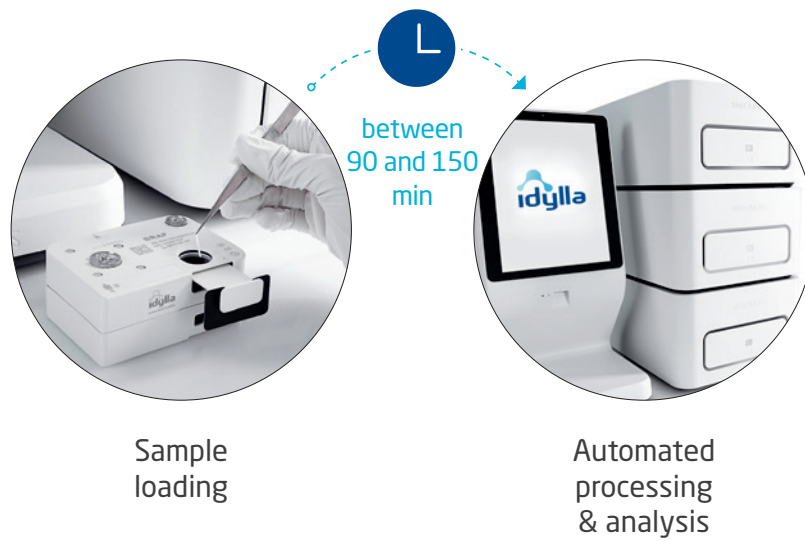 between
90 and 150
min
BRAF
idylla
idylla
Sample
loading
Automated
processing
& analysis